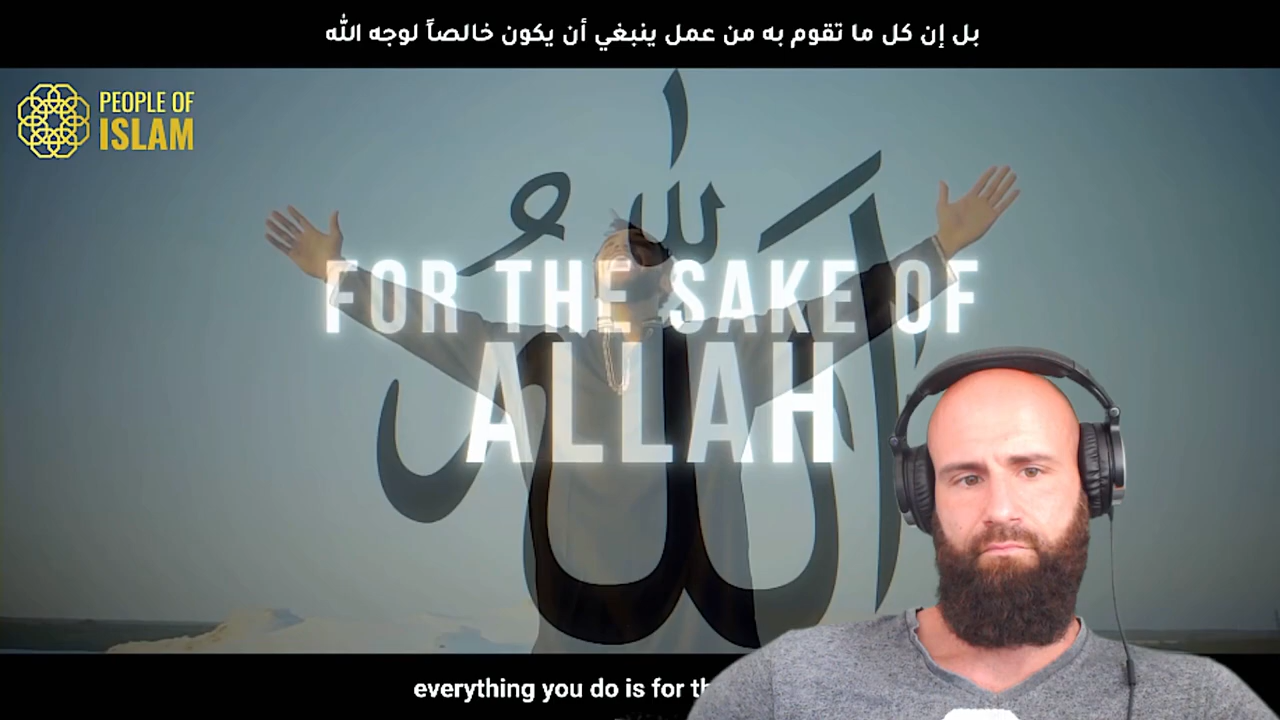 بل إن كل ما تقوم به من عمل ينبغي أن يكون خالصاً لوجه الله
PEOPLE OF
ISLAM
الله
FOR THE SAKE OF
ALLAH
everything you do is for